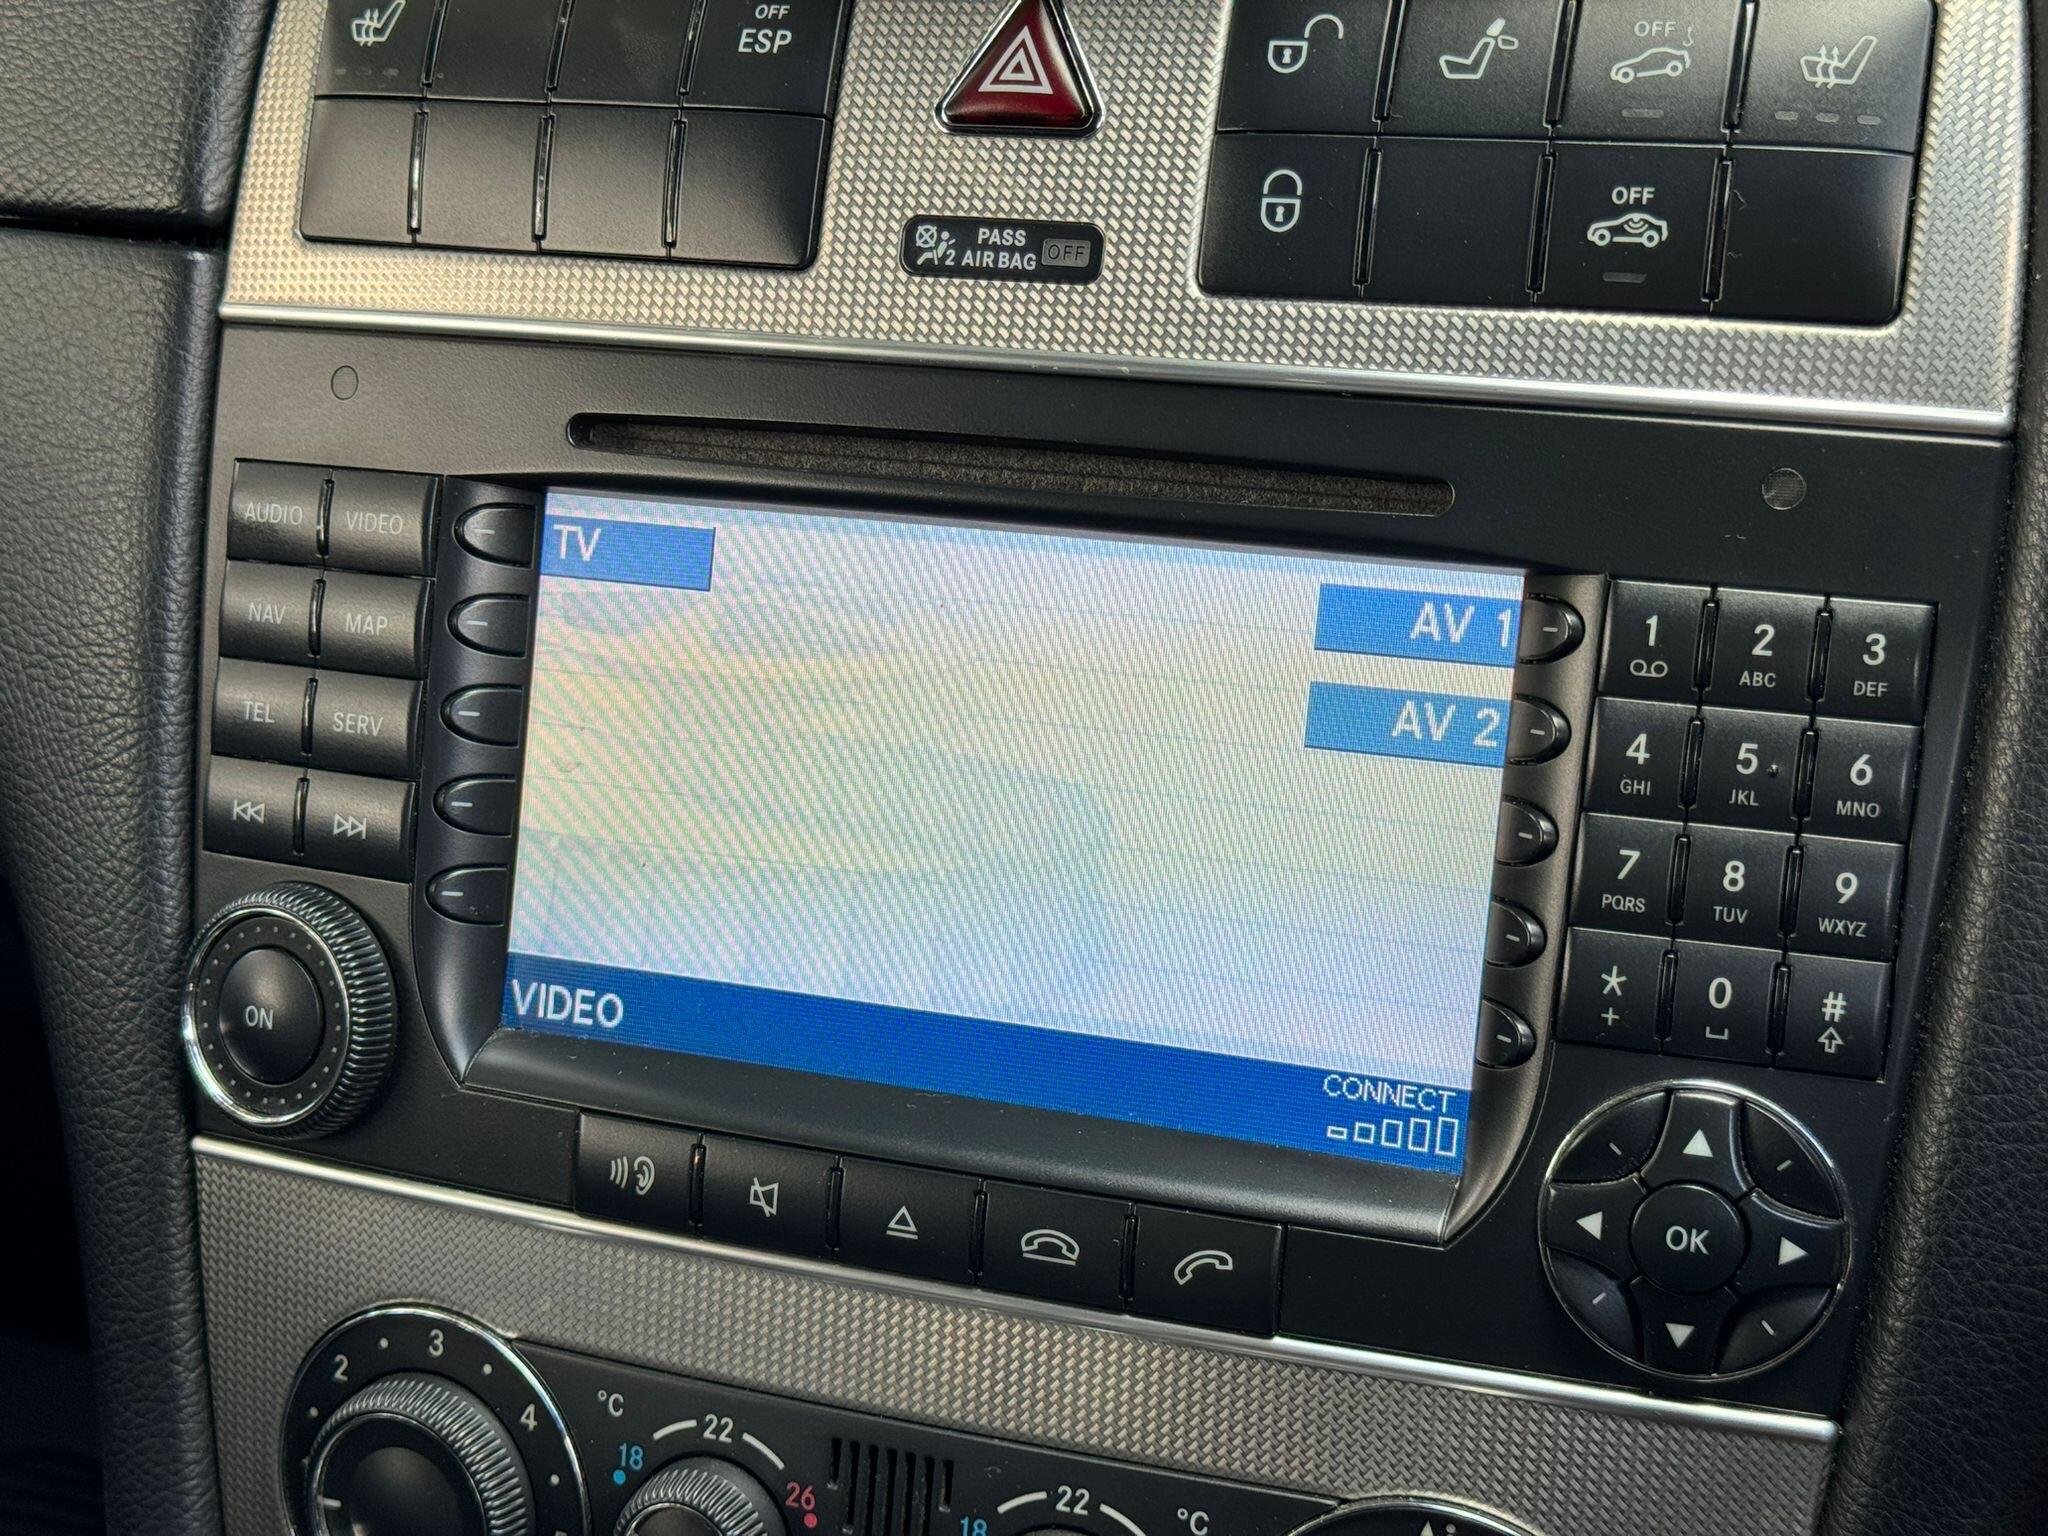 OFF
ESP
OFF
OFF
PASS
2 AIR BAG OFF
AUDIO VIDEO
NAV MAP
TEL SERV
ON
TV
AV 1
AV 2
VIDEO
CONNECT
1
2 ABC
3 DEF
4 GHI
5 JKL
6 MNO
7 PQRS
8 TUV
9 WXYZ
* +
0
#
OK
2 3 4
°C
18 22 26
18 22 °C